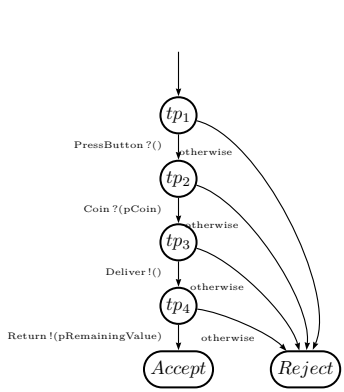 tp1
PressButton ?()
otherwise
tp2
Coin ?(pCoin)
otherwise
tp3
Deliver !()
otherwise
tp4
Return !(pRemainingValue)
otherwise
Accept
Reject